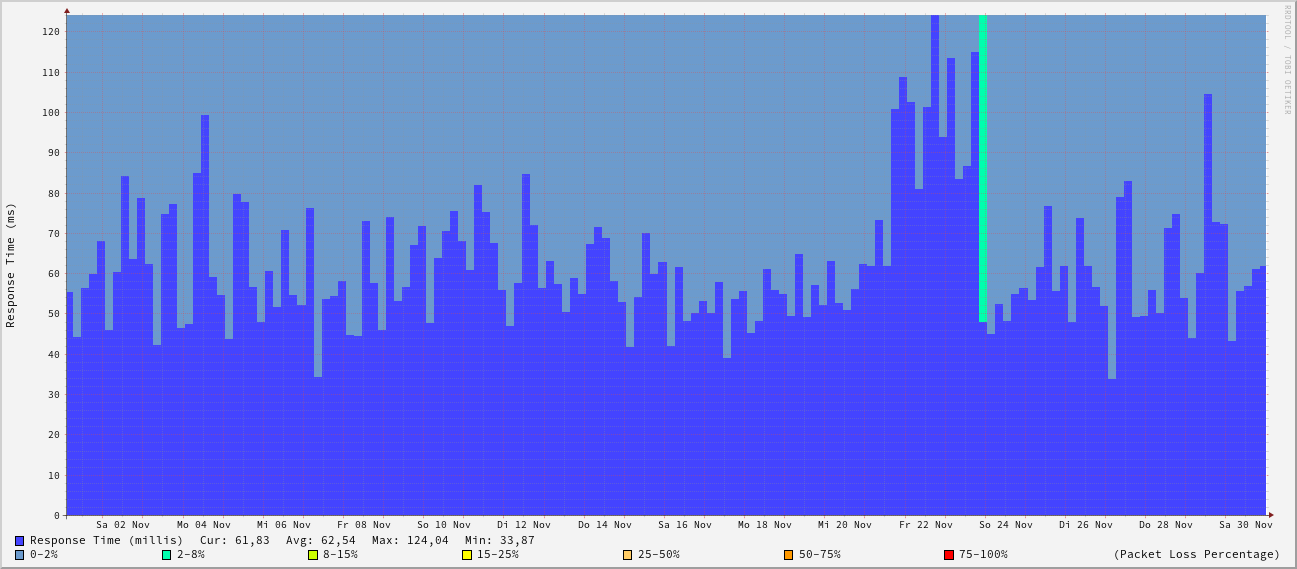 RRDTOOL / TOBI OETIKER
Response Time (ms)
120
110
100
90
80
70
60
50
40
30
20
10
0
Sa 02 Nov Mo 04 Nov Mi 06 Nov Fr 08 Nov So 10 Nov Di 12 Nov Do 14 Nov Sa 16 Nov Mo 18 Nov Mi 20 Nov Fr 22 Nov So 24 Nov Di 26 Nov Do 28 Nov Sa 30 Nov
Response Time (millis) Cur: 61,83 Avg: 62,54 Max: 124,04 Min: 33,87
0-2% 2-8% 8-15% 15-25% 25-50% 50-75% 75-100% (Packet Loss Percentage)